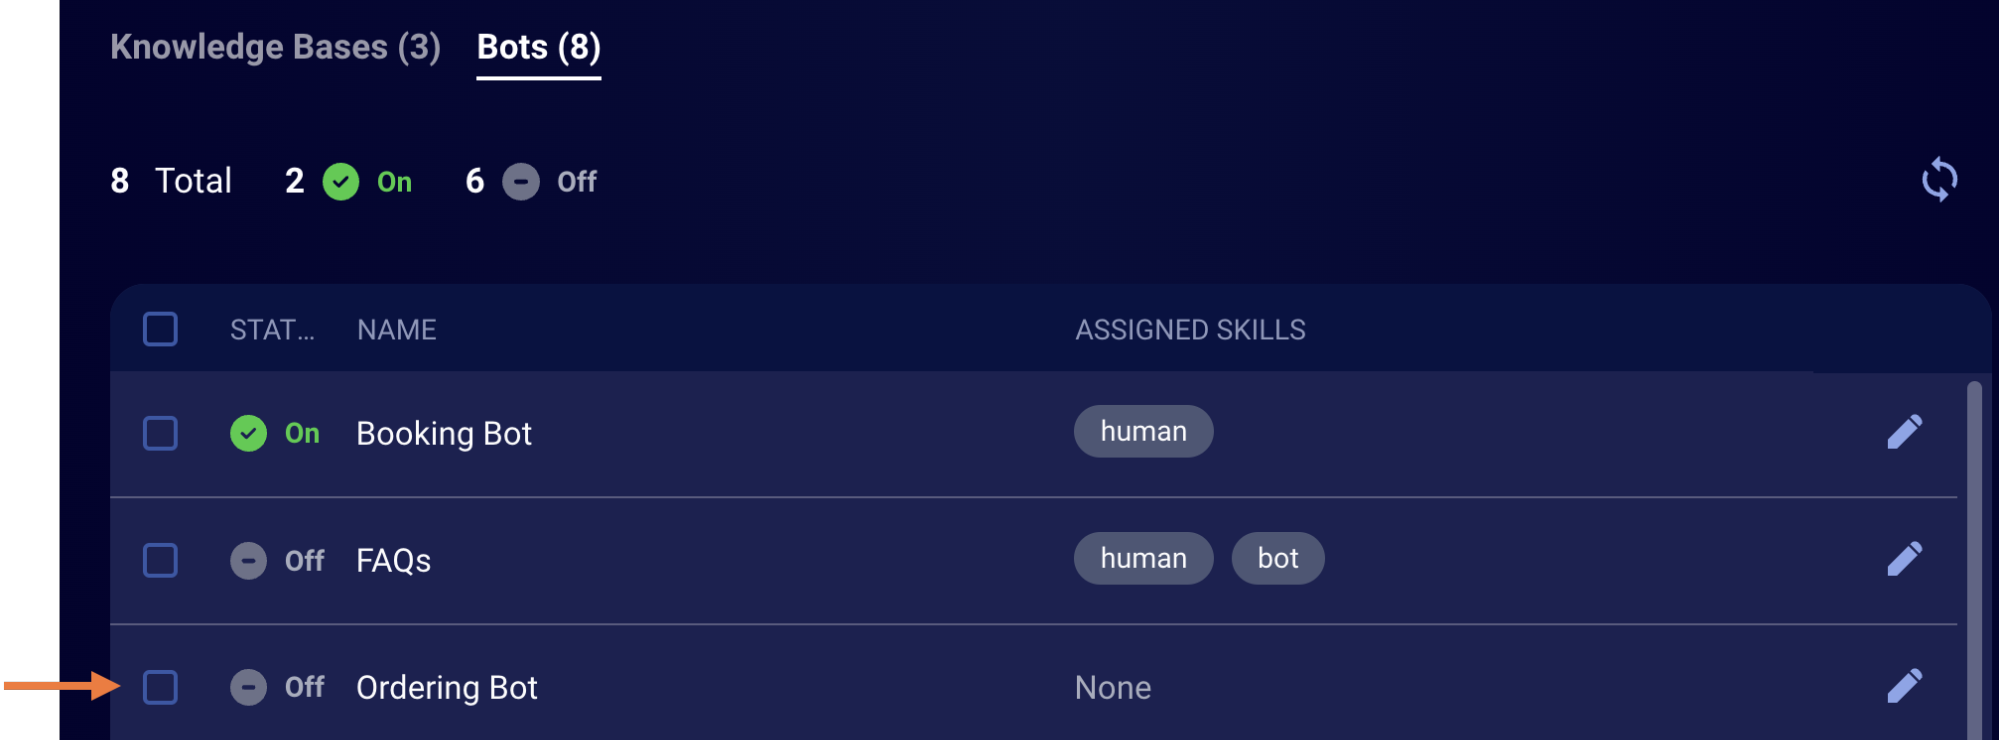 Knowledge Bases (3) Bots (8)
8 Total 2 On 6 Off
STAT... NAME ASSIGNED SKILLS
On Booking Bot human
Off FAQs human bot
Off Ordering Bot None